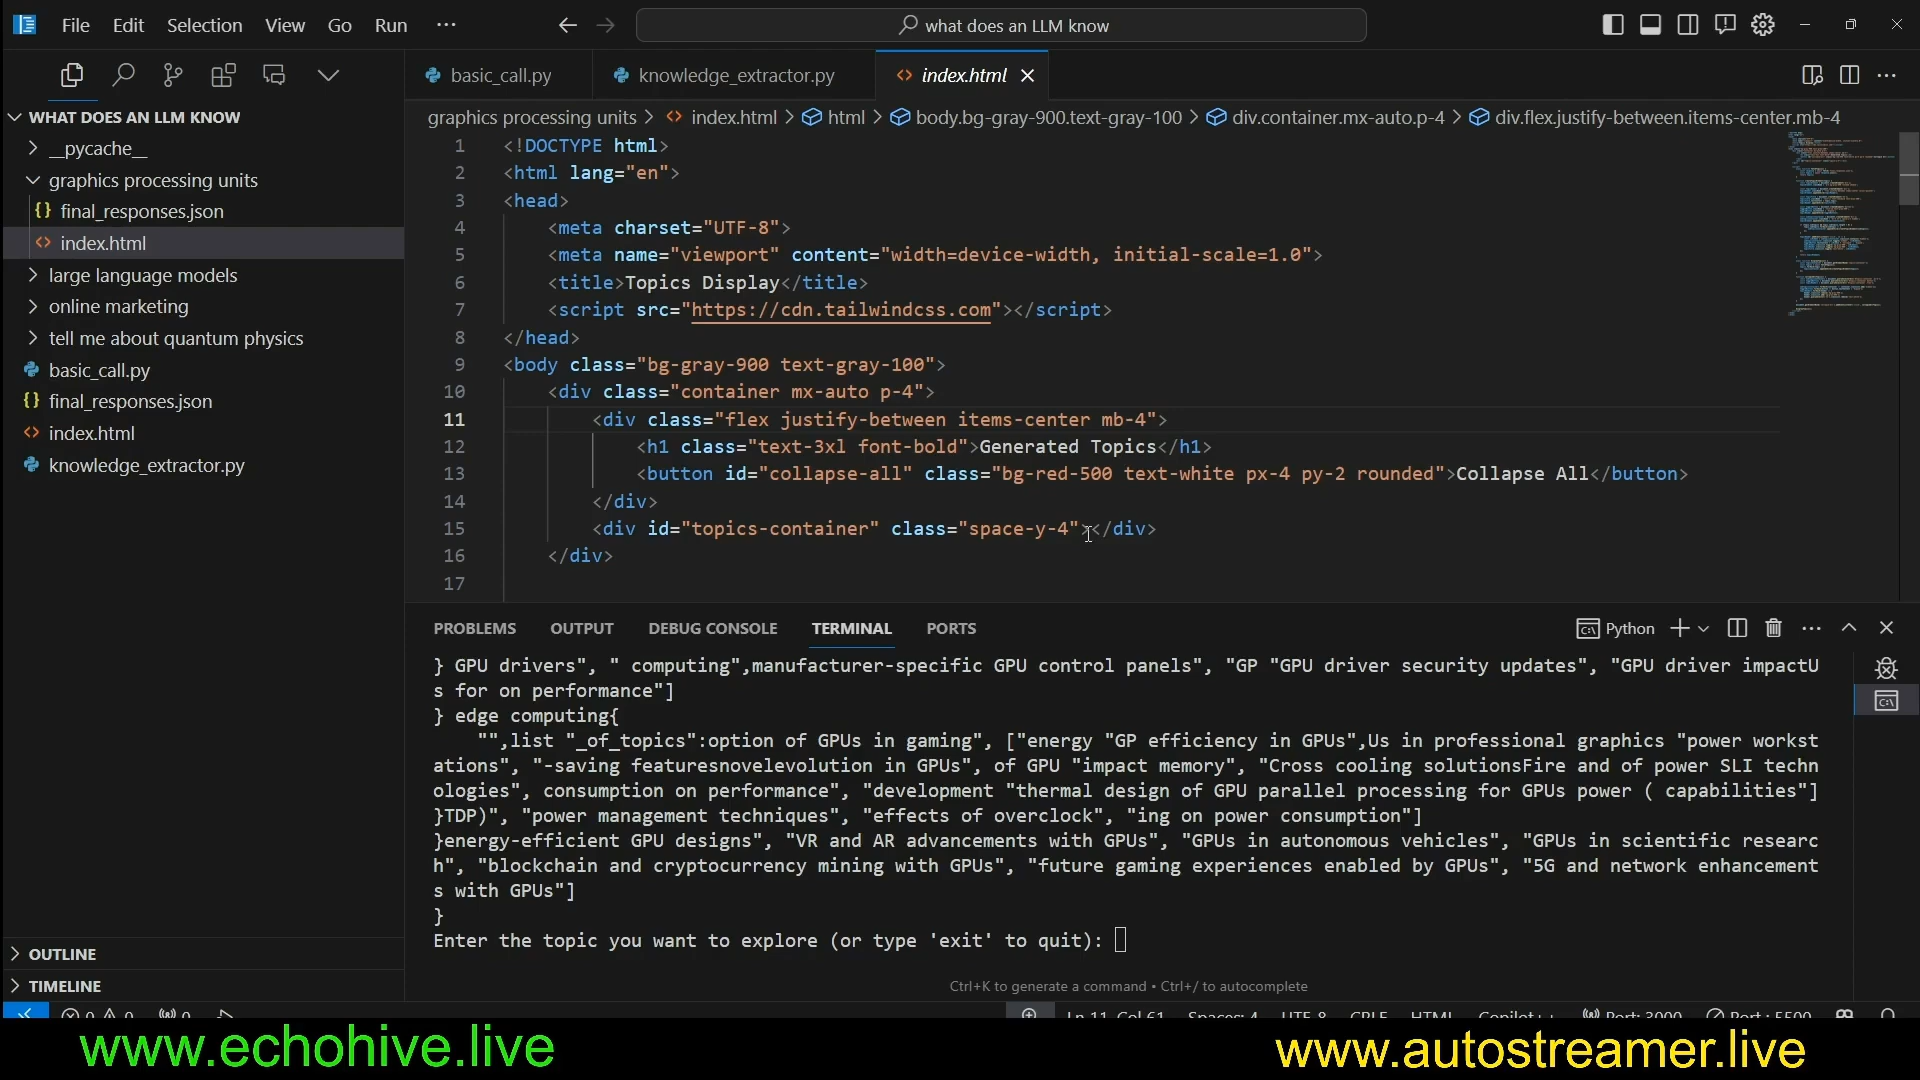 File Edit Selection View Go Run ··· what does an LLM know
basic_call.py knowledge_extractor.py index.html
WHAT DOES AN LLM KNOW
__pycache__
graphics processing units
final_responses.json
index.html
large language models
online marketing
tell me about quantum physics
basic_call.py
final_responses.json
index.html
knowledge_extractor.py
OUTLINE
TIMELINE
graphics processing units > index.html > html > body.bg-gray-900.text-gray-100 > div.container.mx-auto.p-4 > div.flex.justify-between.items-center.mb-4
1 <!DOCTYPE html>
2 <html lang="en">
3 <head>
4 <meta charset="UTF-8">
5 <meta name="viewport" content="width=device-width, initial-scale=1.0">
6 <title>Topics Display</title>
7 <script src="https://cdn.tailwindcss.com"></script>
8 </head>
9 <body class="bg-gray-900 text-gray-100">
10 <div class="container mx-auto p-4">
11 <div class="flex justify-between items-center mb-4">
12 <h1 class="text-3xl font-bold">Generated Topics</h1>
13 <button id="collapse-all" class="bg-red-500 text-white px-4 py-2 rounded">Collapse All</button>
14 </div>
15 <div id="topics-container" class="space-y-4"></div>
16 </div>
17
PROBLEMS OUTPUT DEBUG CONSOLE TERMINAL PORTS Python
} GPU drivers", " computing",manufacturer-specific GPU control panels", "GP "GPU driver security updates", "GPU driver impactU
s for on performance"]
} edge computing{
"",list "_of_topics":option of GPUs in gaming", ["energy "GP efficiency in GPUs",Us in professional graphics "power workst
ations", "-saving featuresnovelevolution in GPUs", of GPU "impact memory", "Cross cooling solutionsFire and of power SLI techn
ologies", consumption on performance", "development "thermal design of GPU parallel processing for GPUs power ( capabilities"]
}TDP)", "power management techniques", "effects of overclock", "ing on power consumption"]
}energy-efficient GPU designs", "VR and AR advancements with GPUs", "GPUs in autonomous vehicles", "GPUs in scientific researc
h", "blockchain and cryptocurrency mining with GPUs", "future gaming experiences enabled by GPUs", "5G and network enhancement
s with GPUs"]
}
Enter the topic you want to explore (or type 'exit' to quit):
Ctrl+K to generate a command • Ctrl+/ to autocomplete
Ln 11, Col 61 Spaces: 4 UTF-8 CRLF HTML Port: 3000 Port : 5500
www.echohive.live
www.autostreamer.live